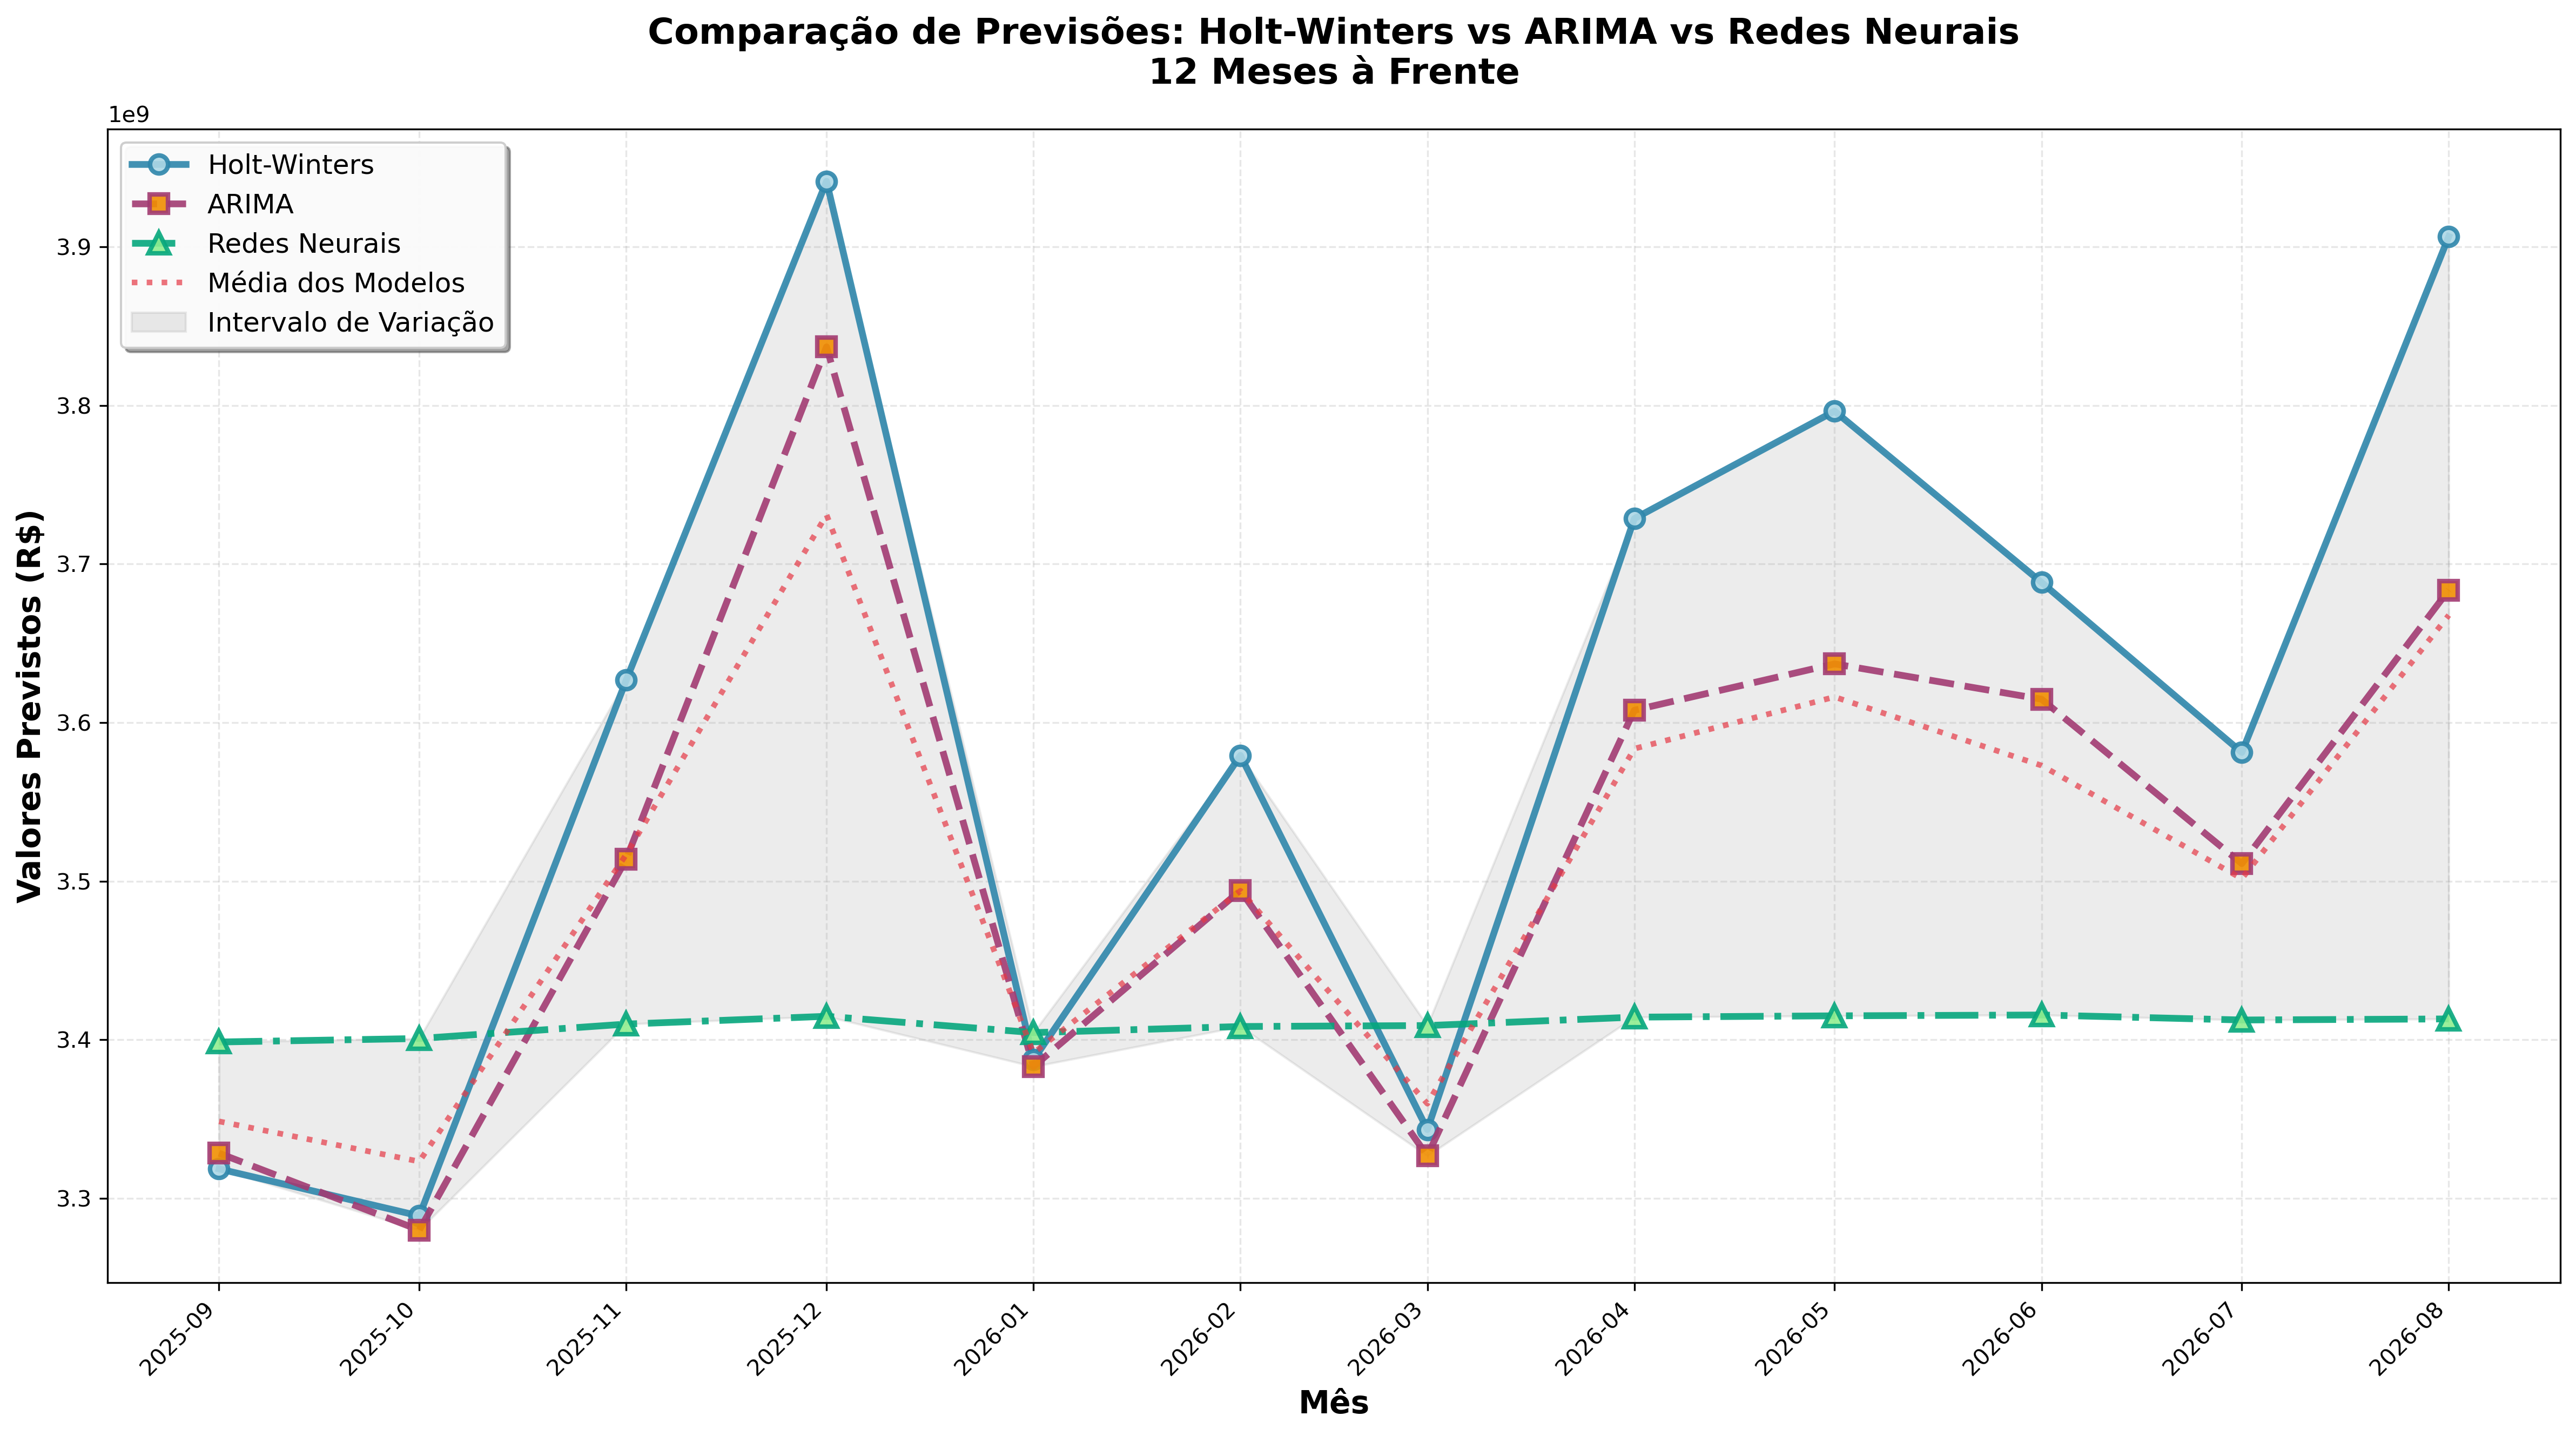 Comparação de Previsões: Holt-Winters vs ARIMA vs Redes Neurais
12 Meses à Frente
1e9
Holt-Winters
ARIMA
Redes Neurais
Média dos Modelos
Intervalo de Variação
Valores Previstos (R$)
3.9
3.8
3.7
3.6
3.5
3.4
3.3
2025-09
2025-10
2025-11
2025-12
2026-01
2026-02
2026-03
2026-04
2026-05
2026-06
2026-07
2026-08
Mês